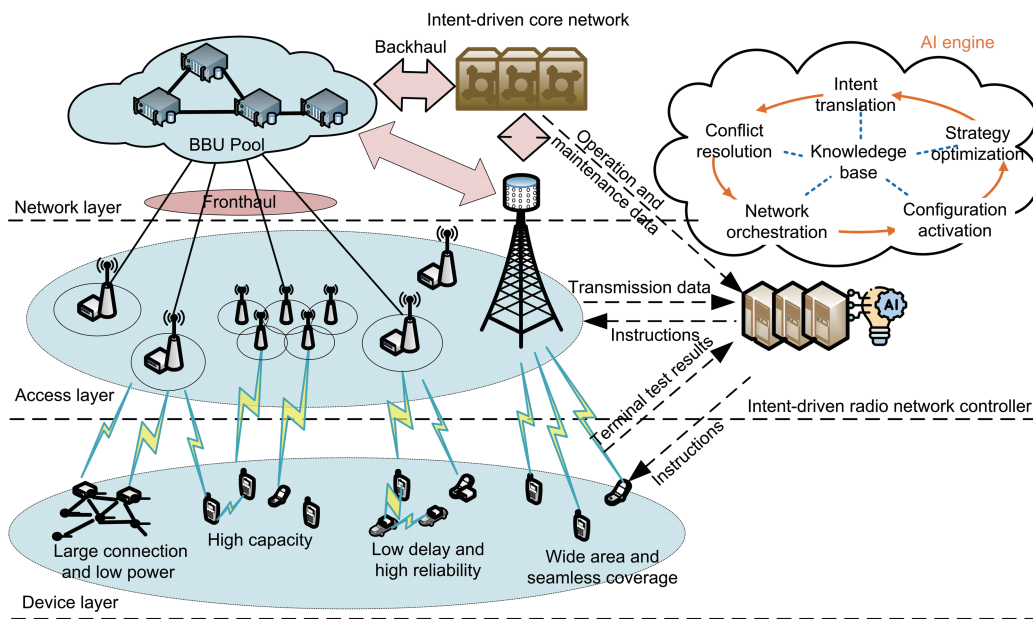 Intent-driven core network
Backhaul
AI engine
Intent
translation
Conflict
resolution
Strategy
optimization
Knowledege
base
Network
orchestration
Configuration
activation
BBU Pool
Operation and
maintenance data
Fronthaul
Network layer
Transmission data
Instructions
AI
Terminal test results
Access layer
Intent-driven radio network controller
Instructions
Large connection
and low power
High capacity
Low delay and
high reliability
Wide area and
seamless coverage
Device layer